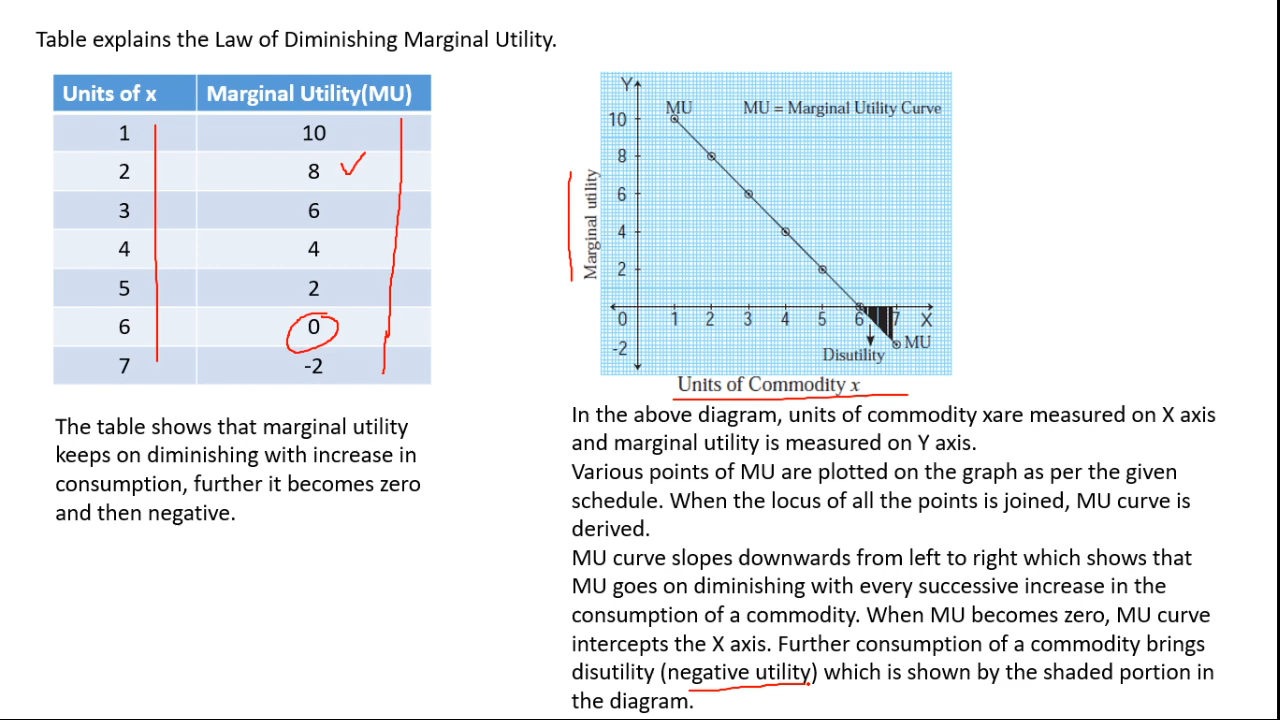 Table explains the Law of Diminishing Marginal Utility.
Units of x Marginal Utility(MU)
1 10
2 8
3 6
4 4
5 2
6 0
7 -2
The table shows that marginal utility
keeps on diminishing with increase in
consumption, further it becomes zero
and then negative.
Y
MU MU = Marginal Utility Curve
10
8
6
4
2
0 1 2 3 4 5 6 7 X
-2
Marginal utility
MU
Disutility
Units of Commodity x
In the above diagram, units of commodity xare measured on X axis
and marginal utility is measured on Y axis.
Various points of MU are plotted on the graph as per the given
schedule. When the locus of all the points is joined, MU curve is
derived.
MU curve slopes downwards from left to right which shows that
MU goes on diminishing with every successive increase in the
consumption of a commodity. When MU becomes zero, MU curve
intercepts the X axis. Further consumption of a commodity brings
disutility (negative utility) which is shown by the shaded portion in
the diagram.